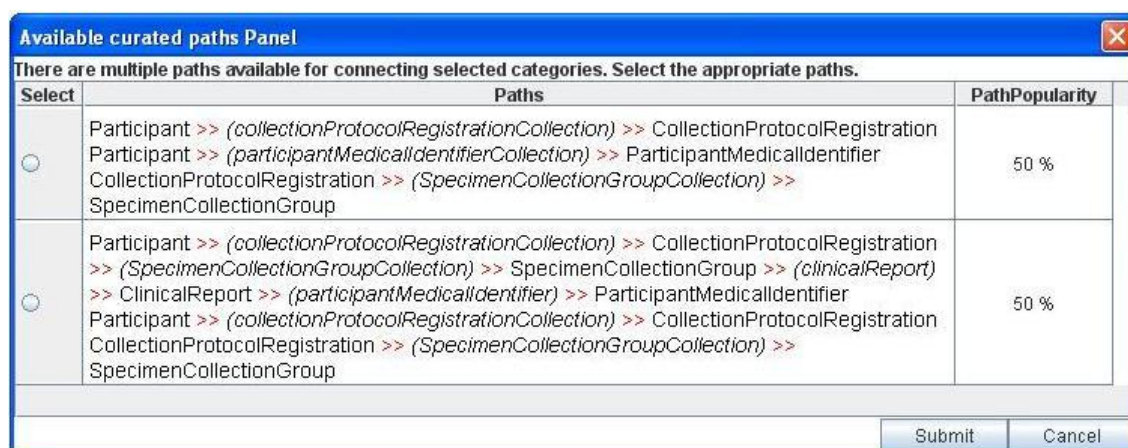 Available curated paths Panel
There are multiple paths available for connecting selected categories. Select the appropriate paths.
Select Paths PathPopularity
Participant >> (collectionProtocolRegistrationCollection) >> CollectionProtocolRegistration
Participant >> (participantMedicalIdentifierCollection) >> ParticipantMedicalIdentifier
CollectionProtocolRegistration >> (SpecimenCollectionGroupCollection) >>
SpecimenCollectionGroup
50 %
Participant >> (collectionProtocolRegistrationCollection) >> CollectionProtocolRegistration
>> (SpecimenCollectionGroupCollection) >> SpecimenCollectionGroup >> (clinicalReport)
>> ClinicalReport >> (participantMedicalIdentifier) >> ParticipantMedicalIdentifier
Participant >> (collectionProtocolRegistrationCollection) >> CollectionProtocolRegistration
CollectionProtocolRegistration >> (SpecimenCollectionGroupCollection) >>
SpecimenCollectionGroup
50 %
Submit Cancel